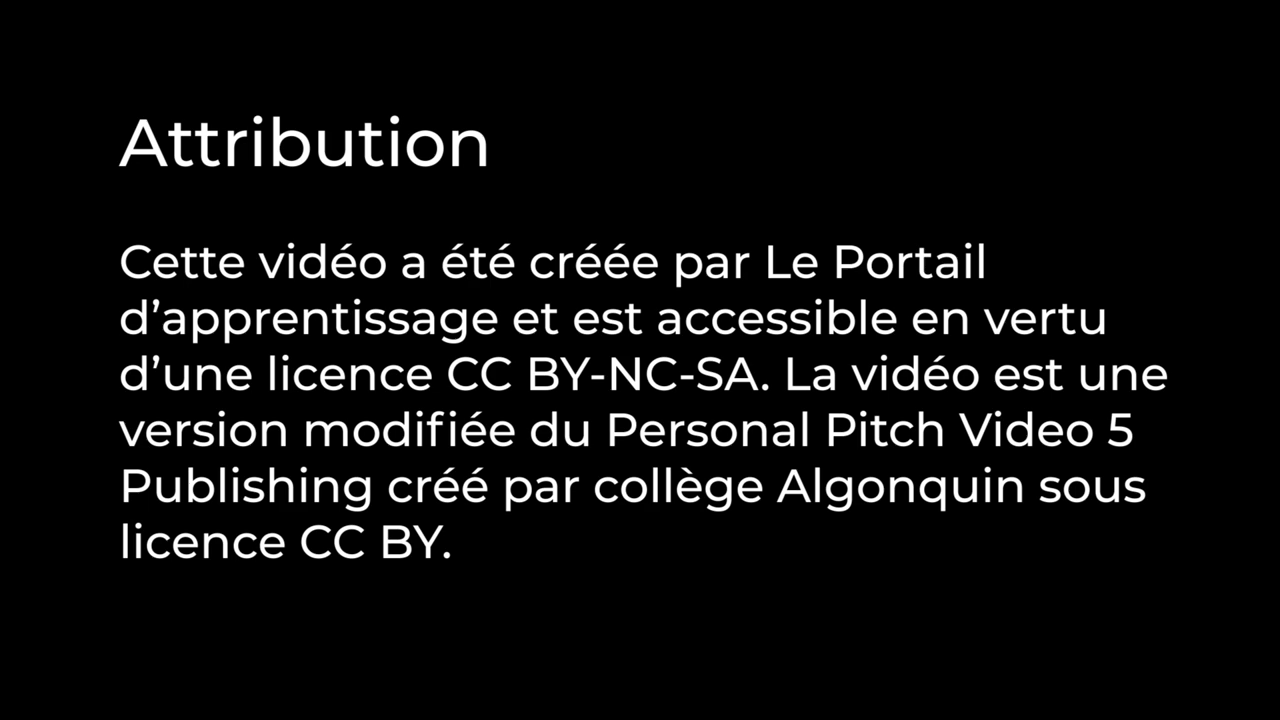 Attribution
Cette vidéo a été créée par Le Portail
d’apprentissage et est accessible en vertu
d’une licence CC BY-NC-SA. La vidéo est une
version modifiée du Personal Pitch Video 5
Publishing créé par collège Algonquin sous
licence CC BY.